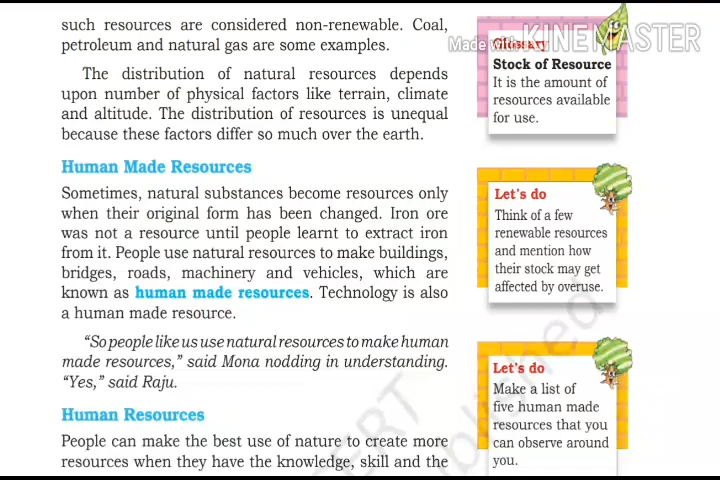 such resources are considered non-renewable. Coal,
petroleum and natural gas are some examples.
The distribution of natural resources depends
upon number of physical factors like terrain, climate
and altitude. The distribution of resources is unequal
because these factors differ so much over the earth.
Human Made Resources
Sometimes, natural substances become resources only
when their original form has been changed. Iron ore
was not a resource until people learnt to extract iron
from it. People use natural resources to make buildings,
bridges, roads, machinery and vehicles, which are
known as human made resources. Technology is also
a human made resource.
“So people like us use natural resources to make human
made resources,” said Mona nodding in understanding.
“Yes,” said Raju.
Human Resources
People can make the best use of nature to create more
resources when they have the knowledge, skill and the
Made with KINEMASTER
Glossary
Stock of Resource
It is the amount of
resources available
for use.
Let’s do
Think of a few
renewable resources
and mention how
their stock may get
affected by overuse.
Let’s do
Make a list of
five human made
resources that you
can observe around
you.